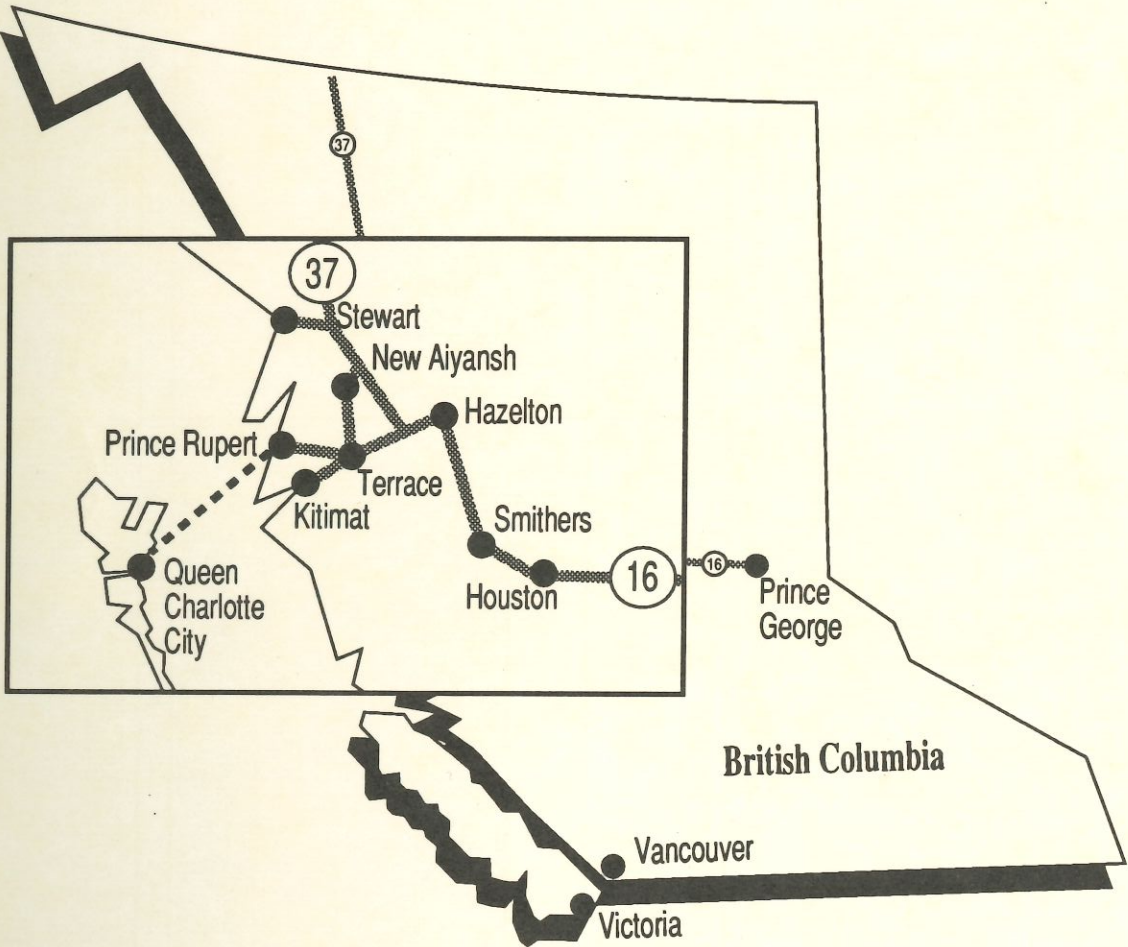 37
37
Stewart
New Aiyansh
Hazelton
Prince Rupert
Terrace
Kitimat
Smithers
Queen
Charlotte
City
Houston
16
16
Prince
George
British Columbia
Vancouver
Victoria